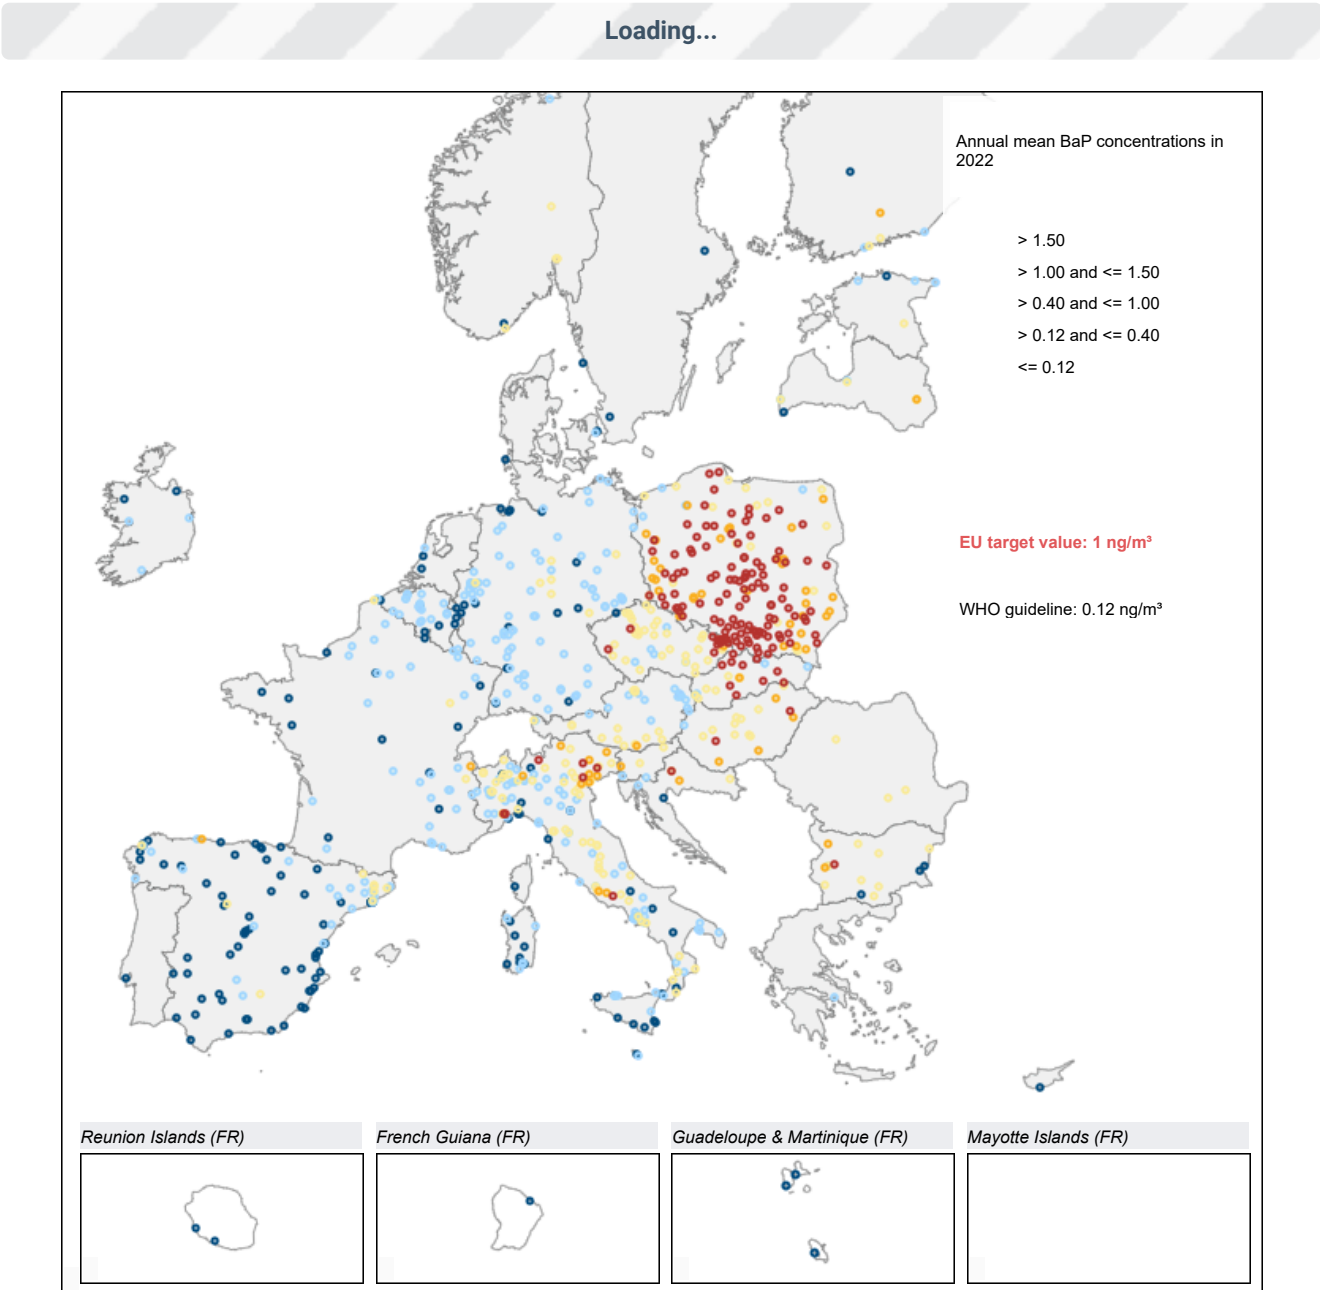 Loading...
Annual mean BaP concentrations in
2022
> 1.50
> 1.00 and <= 1.50
> 0.40 and <= 1.00
> 0.12 and <= 0.40
<= 0.12
EU target value: 1 ng/m³
WHO guideline: 0.12 ng/m³
Reunion Islands (FR)
French Guiana (FR)
Guadeloupe & Martinique (FR)
Mayotte Islands (FR)